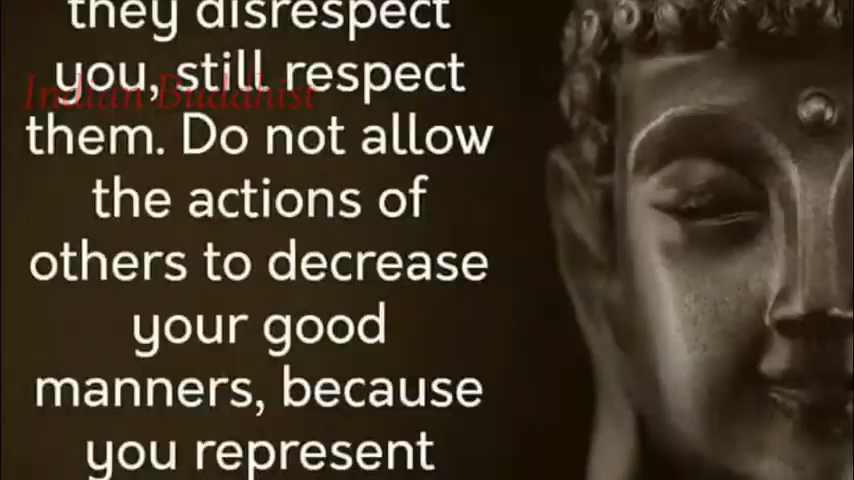 they disrespect
you, still respect
Indian Buddhist
them. Do not allow
the actions of
others to decrease
your good
manners, because
you represent